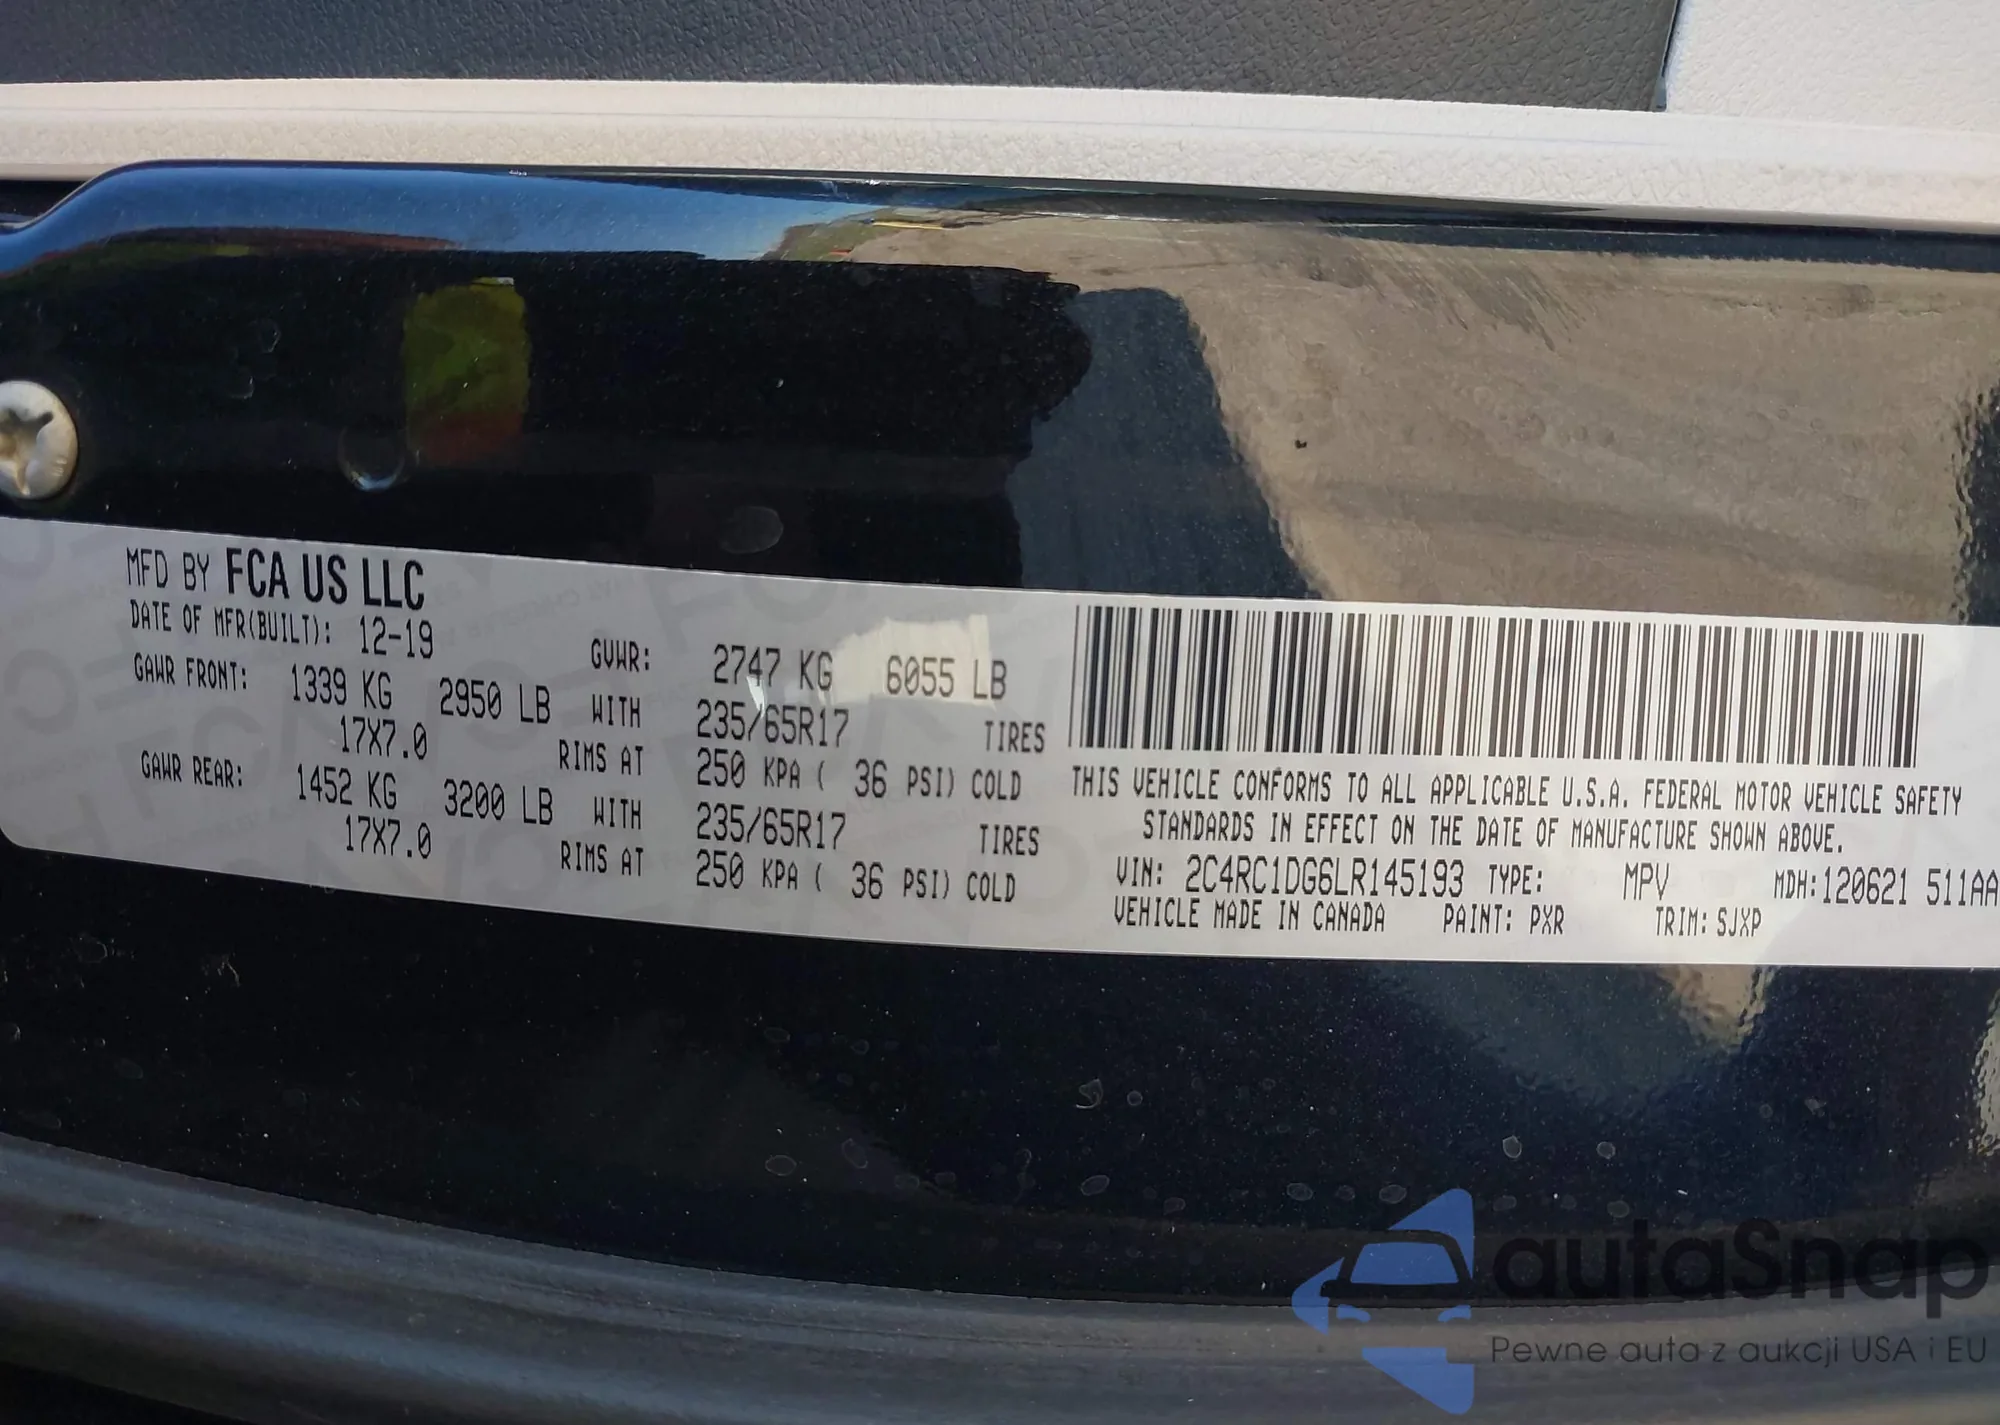 MFD BY FCA US LLC
DATE OF MFR(BUILT): 12-19
GVWR: 2747 KG 6055 LB
GAWR FRONT: 1339 KG 2950 LB WITH 235/65R17 TIRES
17X7.0 RIMS AT 250 KPA ( 36 PSI) COLD
GAWR REAR: 1452 KG 3200 LB WITH 235/65R17 TIRES
17X7.0 RIMS AT 250 KPA ( 36 PSI) COLD
THIS VEHICLE CONFORMS TO ALL APPLICABLE U.S.A. FEDERAL MOTOR VEHICLE SAFETY
STANDARDS IN EFFECT ON THE DATE OF MANUFACTURE SHOWN ABOVE.
VIN: 2C4RC1DG6LR145193 TYPE: MPV MDH:120621 511AA
VEHICLE MADE IN CANADA PAINT: PXR TRIM: SJXP
autaSnap
Pewne auta z aukcji USA i EU